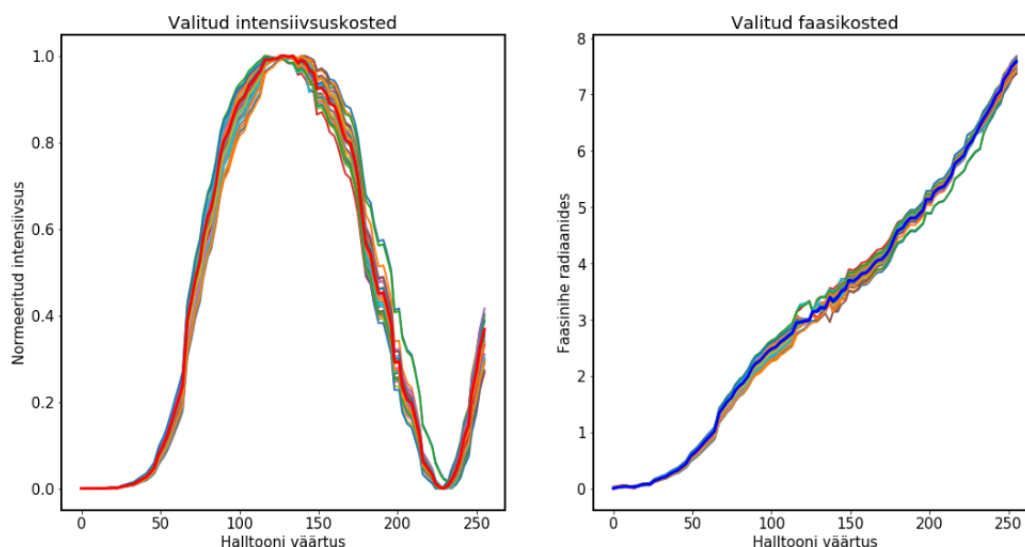 Valitud intensiivsuskosted
1.0
0.8
0.6
0.4
0.2
0.0
Normeeritud intensiivsus
0 50 100 150 200 250
Halltooni väärtus
Valitud faasikosted
8
7
6
5
4
3
2
1
0
Faasinihe radiaanides
0 50 100 150 200 250
Halltooni väärtus